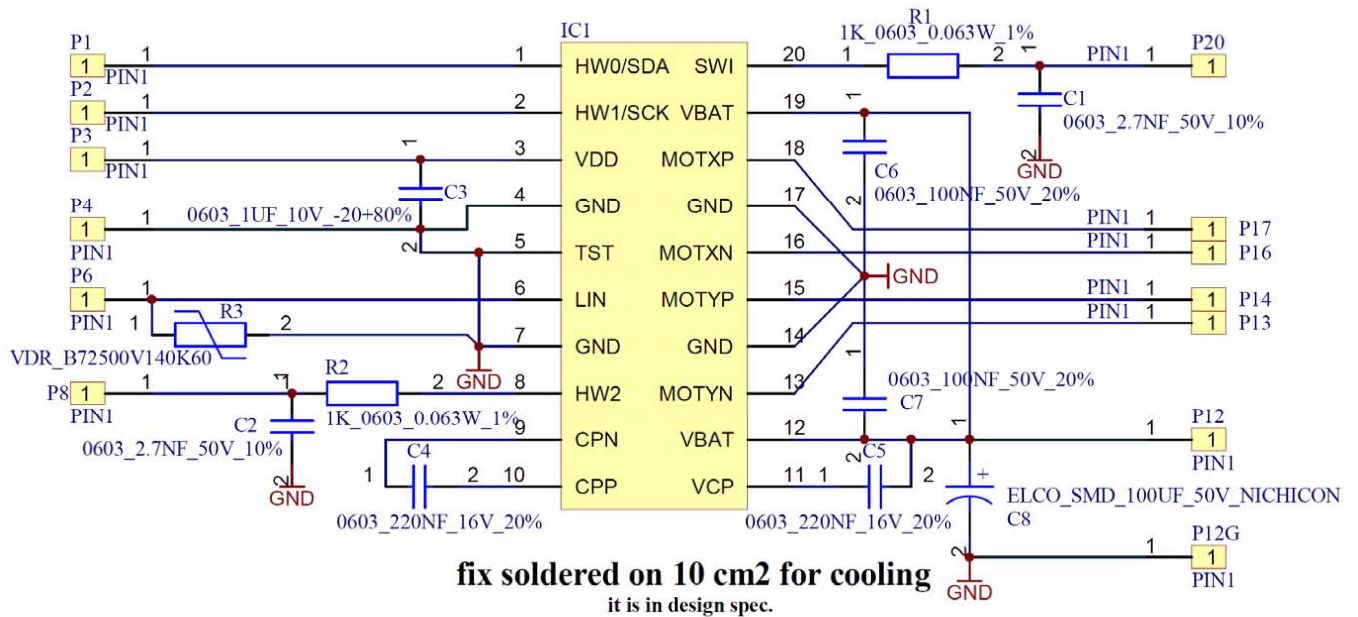 R1
IC1
1K_0603_0.063W_1%
P1
1
1
HW0/SDA
SWI
20
1
2
1
PIN1
1
P20
1
PIN1
1
P2
1
PIN1
1
2
HW1/SCK
VBAT
19
1
C1
0603_2.7NF_50V_10%
P3
1
PIN1
1
1
3
VDD
MOTXP
18
C6
2
GND
0603_100NF_50V_20%
C3
0603_1UF_10V_-20+80%
2
P4
1
PIN1
1
4
GND
GND
17
2
PIN1
1
1
P17
5
TST
MOTXN
16
PIN1
1
1
P16
GND
P6
1
PIN1
1
6
LIN
MOTYP
15
PIN1
1
1
P14
R3
1
2
VDR_B72500V140K60
7
GND
GND
14
PIN1
1
1
P13
GND
1
P8
1
PIN1
1
1
R2
2
8
HW2
MOTYN
13
0603_100NF_50V_20%
C7
1K_0603_0.063W_1%
C2
0603_2.7NF_50V_10%
2
GND
9
CPN
VBAT
12
2
1
1
P12
1
PIN1
C4
1
2
10
CPP
VCP
11
1
C5
2
0603_220NF_16V_20%
0603_220NF_16V_20%
+
ELCO_SMD_100UF_50V_NICHICON
C8
2
GND
1
P12G
1
PIN1
fix soldered on 10 cm2 for cooling
it is in design spec.